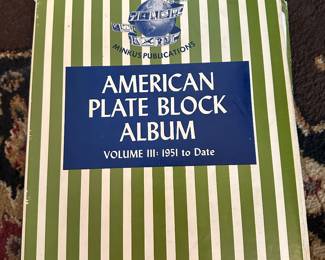 MINKUS PUBLICATIONS
AMERICAN
PLATE BLOCK
ALBUM
VOLUME III: 1951 to Date